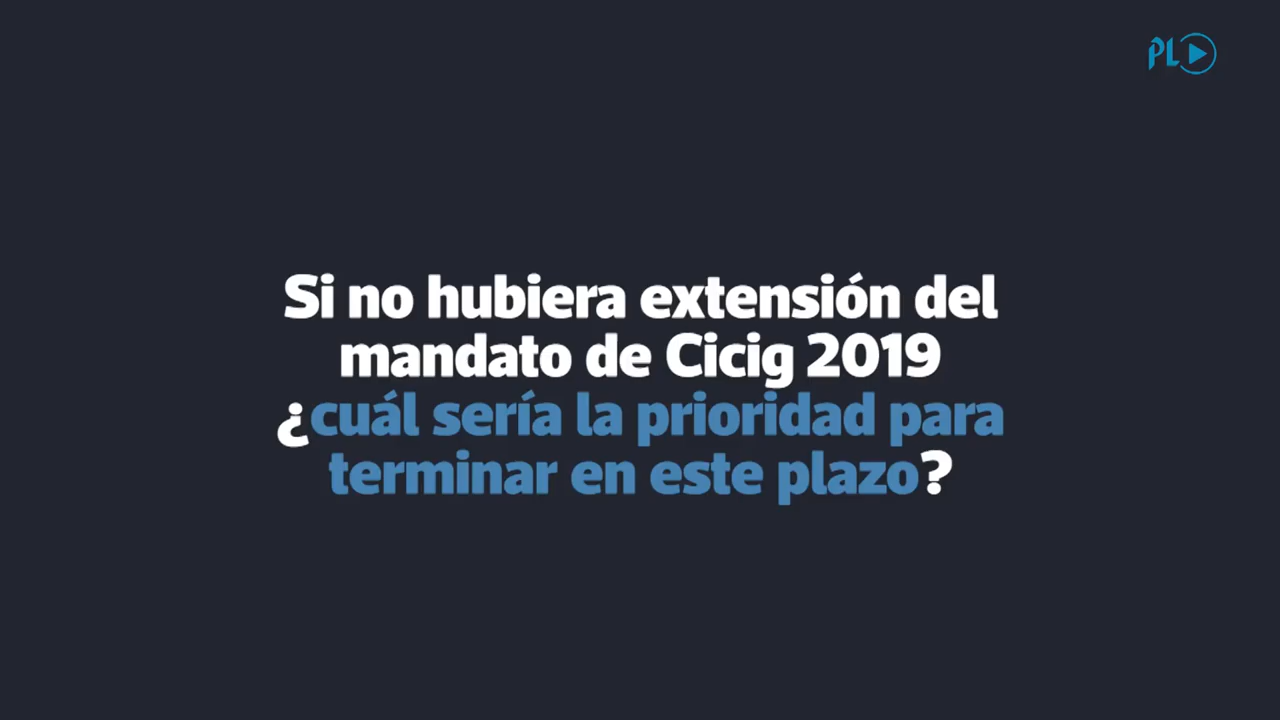 PL
Si no hubiera extensión del
mandato de Cicig 2019
¿cuál sería la prioridad para
terminar en este plazo?